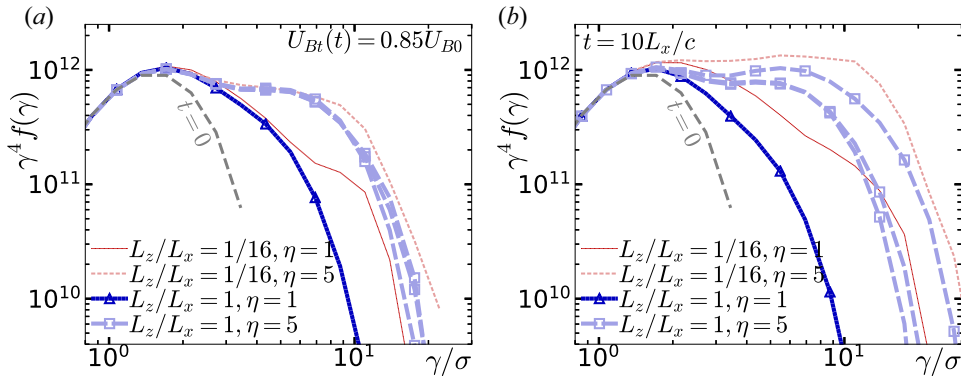 (a)
U_{Bt}(t) = 0.85U_{B0}
10^{12}
γ^4 f(γ)
t=0
10^{11}
L_z/L_x = 1/16, η = 1
L_z/L_x = 1/16, η = 5
10^{10}
L_z/L_x = 1, η = 1
L_z/L_x = 1, η = 5
10^0
10^1
γ/σ
(b)
t = 10L_x/c
10^{12}
γ^4 f(γ)
t=0
10^{11}
L_z/L_x = 1/16, η = 1
L_z/L_x = 1/16, η = 5
10^{10}
L_z/L_x = 1, η = 1
L_z/L_x = 1, η = 5
10^0
10^1
γ/σ